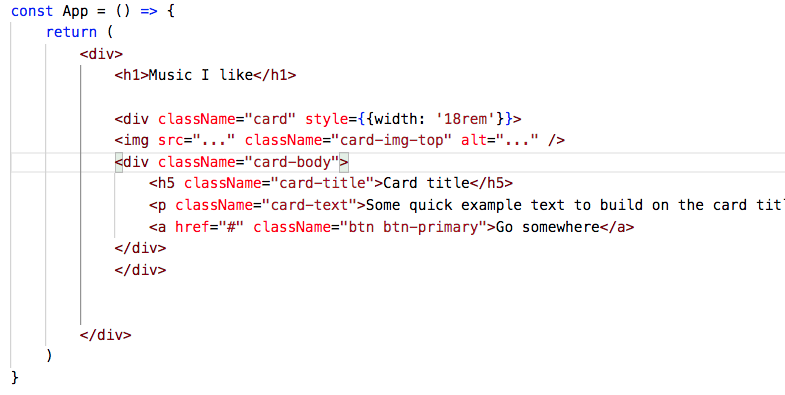 const App = () => {
return (
<div>
<h1>Music I like</h1>
<div className="card" style={{width: '18rem'}}>
<img src="..." className="card-img-top" alt="..." />
<div className="card-body">
<h5 className="card-title">Card title</h5>
<p className="card-text">Some quick example text to build on the card titl
<a href="#" className="btn btn-primary">Go somewhere</a>
</div>
</div>
</div>
)
}